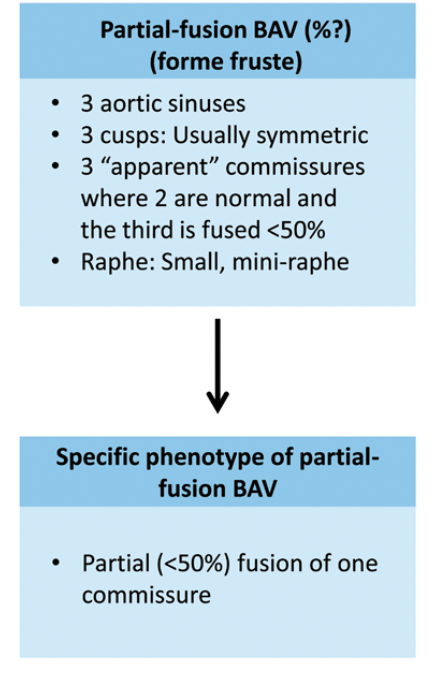 Partial-fusion BAV (%?)
(forme fruste)
• 3 aortic sinuses
• 3 cusps: Usually symmetric
• 3 “apparent” commissures
where 2 are normal and
the third is fused <50%
• Raphe: Small, mini-raphe
Specific phenotype of partial-
fusion BAV
• Partial (<50%) fusion of one
commissure